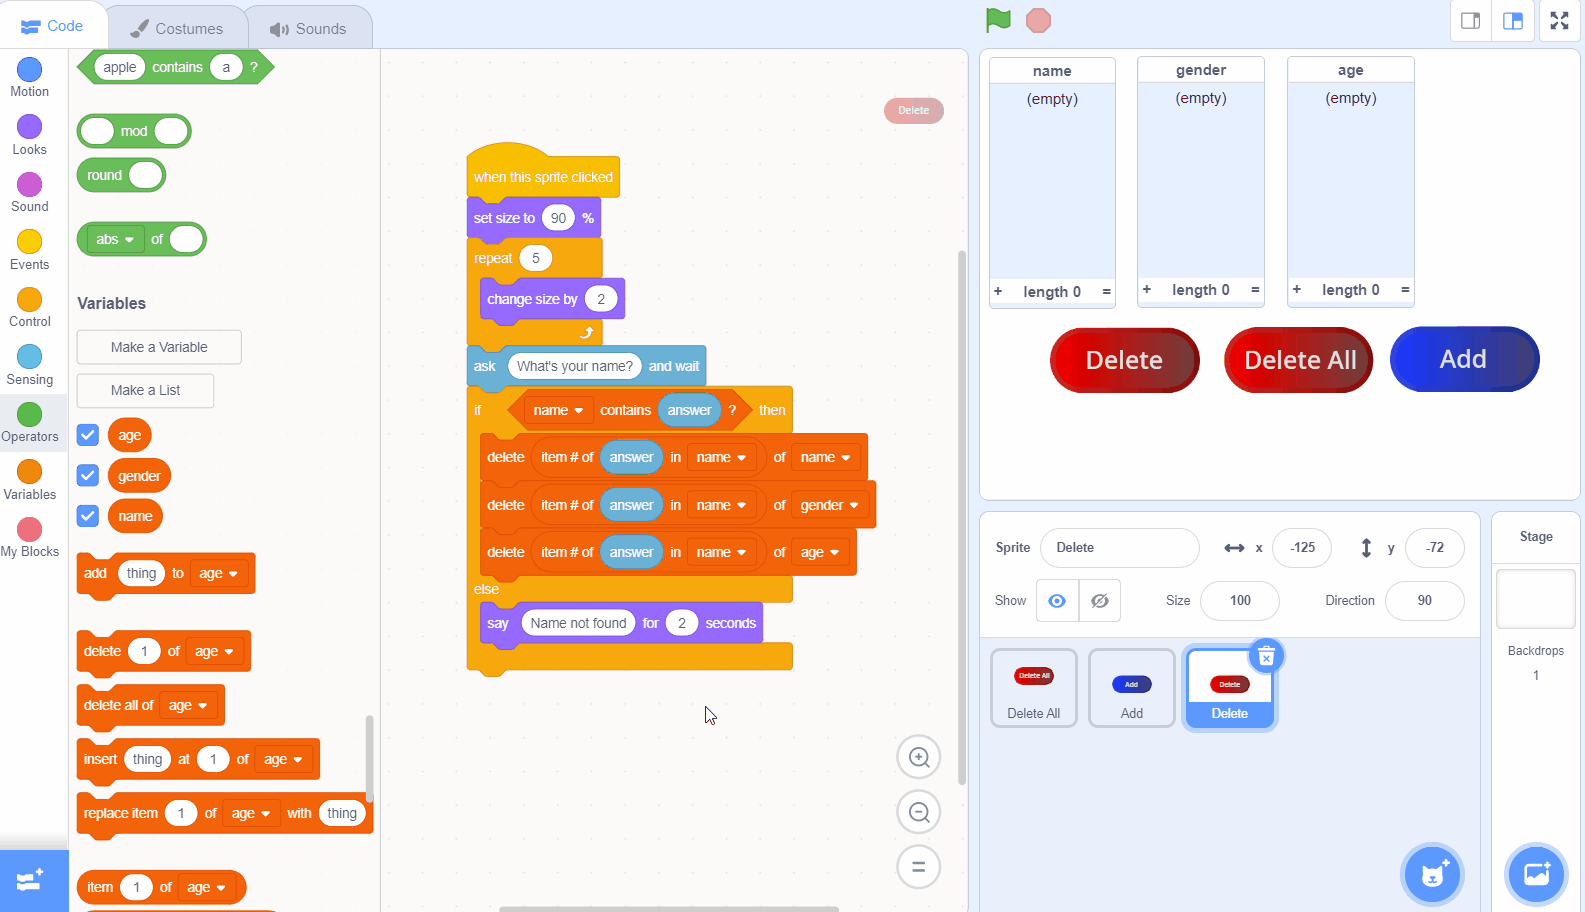 Code Costumes Sounds
Motion
Looks
Sound
Events
Control
Sensing
Operators
Variables
My Blocks
apple contains a ?
mod
round
abs of
Variables
Make a Variable
Make a List
age
gender
name
add thing to age
delete 1 of age
delete all of age
insert thing at 1 of age
replace item 1 of age with thing
item 1 of age
Delete
when this sprite clicked
set size to 90 %
repeat 5
change size by 2
ask What's your name? and wait
if name contains answer ? then
delete item # of answer in name of name
delete item # of answer in name of gender
delete item # of answer in name of age
else
say Name not found for 2 seconds
name gender age
(empty) (empty) (empty)
+ length 0 = + length 0 = + length 0 =
Delete Delete All Add
Sprite Delete x -125 y -72
Show Size 100 Direction 90
Delete All Add Delete
Delete All Add Delete
Stage
Backdrops
1